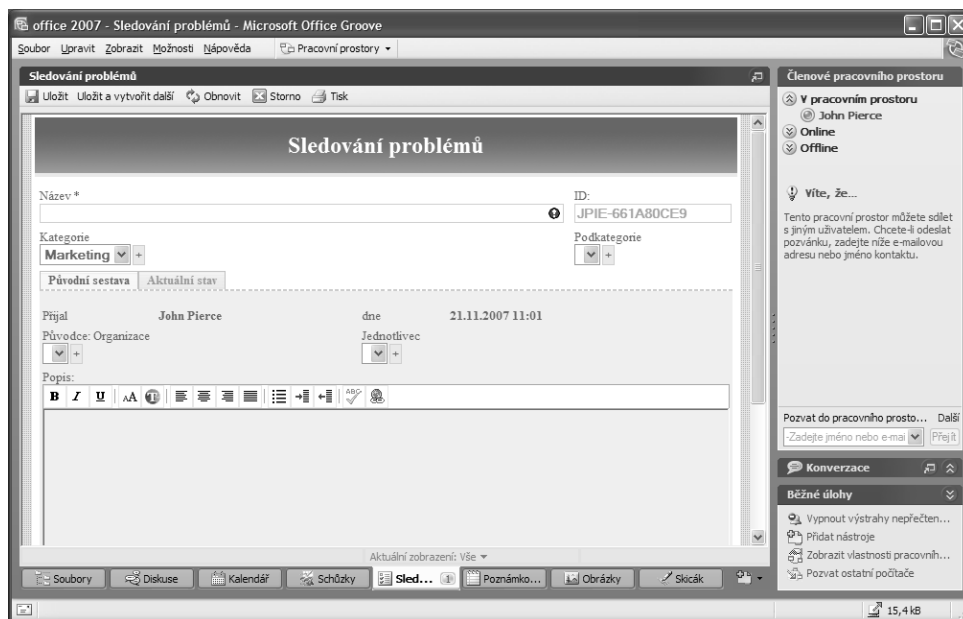 office 2007 - Sledování problémů - Microsoft Office Groove
Soubor Upravit Zobrazit Možnosti Nápověda Pracovní prostory
Sledování problémů
Uložit Uložit a vytvořit další Obnovit Storno Tisk
Sledování problémů
Název * ID:
JPIE-661A80CE9
Kategorie Podkategorie
Marketing +
+
Původní sestava Aktuální stav
Přijal John Pierce dne 21.11.2007 11:01
Původce: Organizace Jednotlivec
+ +
Popis:
B I U AA ABC
Aktuální zobrazení: Vše
Soubory Diskuse Kalendář Schůzky Sled... 1 Poznámko... Obrázky Skicák
Členové pracovního prostoru
V pracovním prostoru
John Pierce
Online
Offline
Víte, že...
Tento pracovní prostor můžete sdílet
s jiným uživatelem. Chcete-li odeslat
pozvánku, zadejte níže e-mailovou
adresu nebo jméno kontaktu.
Pozvat do pracovního prosto... Další
-Zadejte jméno nebo e-mai Přejít
Konverzace
Běžné úlohy
Vypnout výstrahy nepřečten...
Přidat nástroje
Zobrazit vlastnosti pracovníh...
Pozvat ostatní počítače
15,4 kB